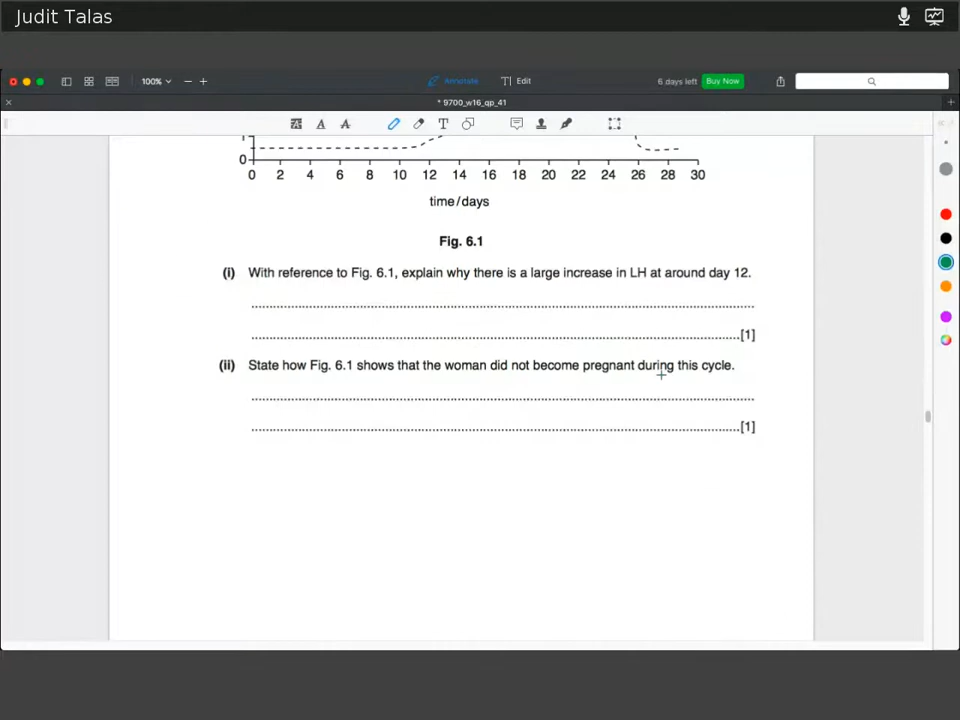 Judit Talas
100%
Annotate
Edit
6 days left
Buy Now
* 9700_w16_qp_41
1
0
0 2 4 6 8 10 12 14 16 18 20 22 24 26 28 30
time/days
Fig. 6.1
(i) With reference to Fig. 6.1, explain why there is a large increase in LH at around day 12.
..........................................................................................................................................
......................................................................................................................................[1]
(ii) State how Fig. 6.1 shows that the woman did not become pregnant during this cycle.
..........................................................................................................................................
......................................................................................................................................[1]